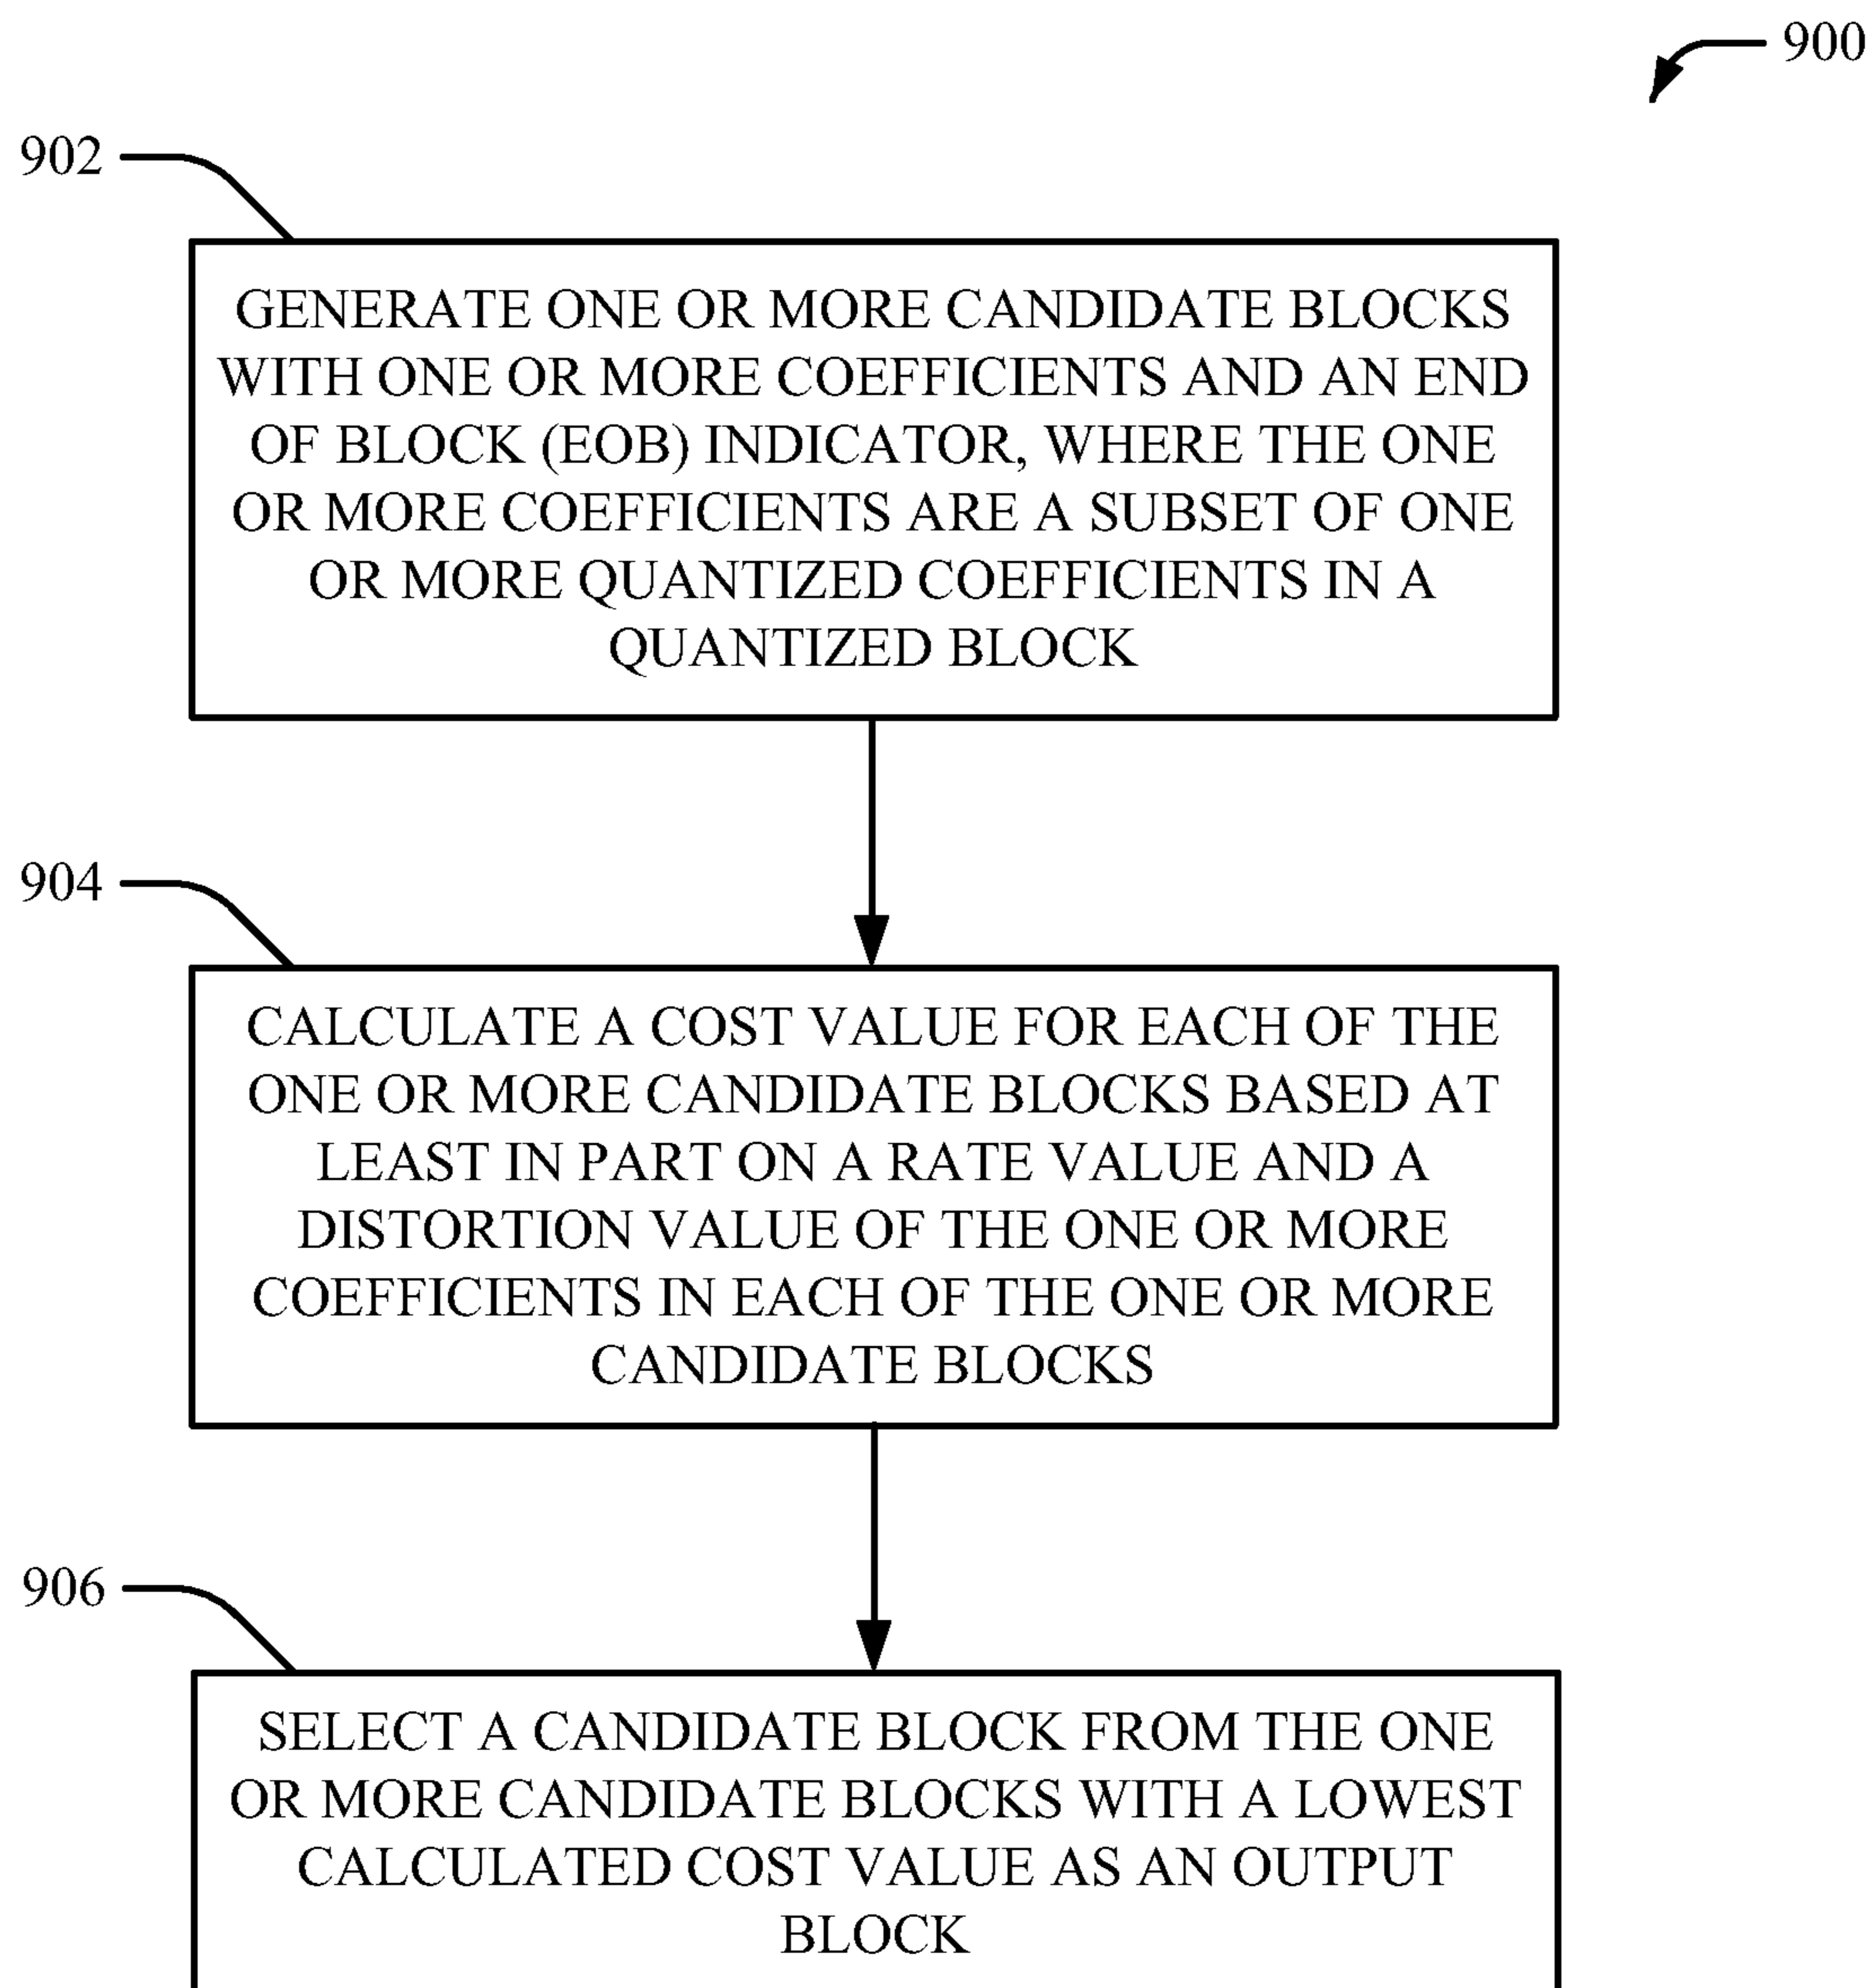 900
902
GENERATE ONE OR MORE CANDIDATE BLOCKS
WITH ONE OR MORE COEFFICIENTS AND AN END
OF BLOCK (EOB) INDICATOR, WHERE THE ONE
OR MORE COEFFICIENTS ARE A SUBSET OF ONE
OR MORE QUANTIZED COEFFICIENTS IN A
QUANTIZED BLOCK
904
CALCULATE A COST VALUE FOR EACH OF THE
ONE OR MORE CANDIDATE BLOCKS BASED AT
LEAST IN PART ON A RATE VALUE AND A
DISTORTION VALUE OF THE ONE OR MORE
COEFFICIENTS IN EACH OF THE ONE OR MORE
CANDIDATE BLOCKS
906
SELECT A CANDIDATE BLOCK FROM THE ONE
OR MORE CANDIDATE BLOCKS WITH A LOWEST
CALCULATED COST VALUE AS AN OUTPUT
BLOCK